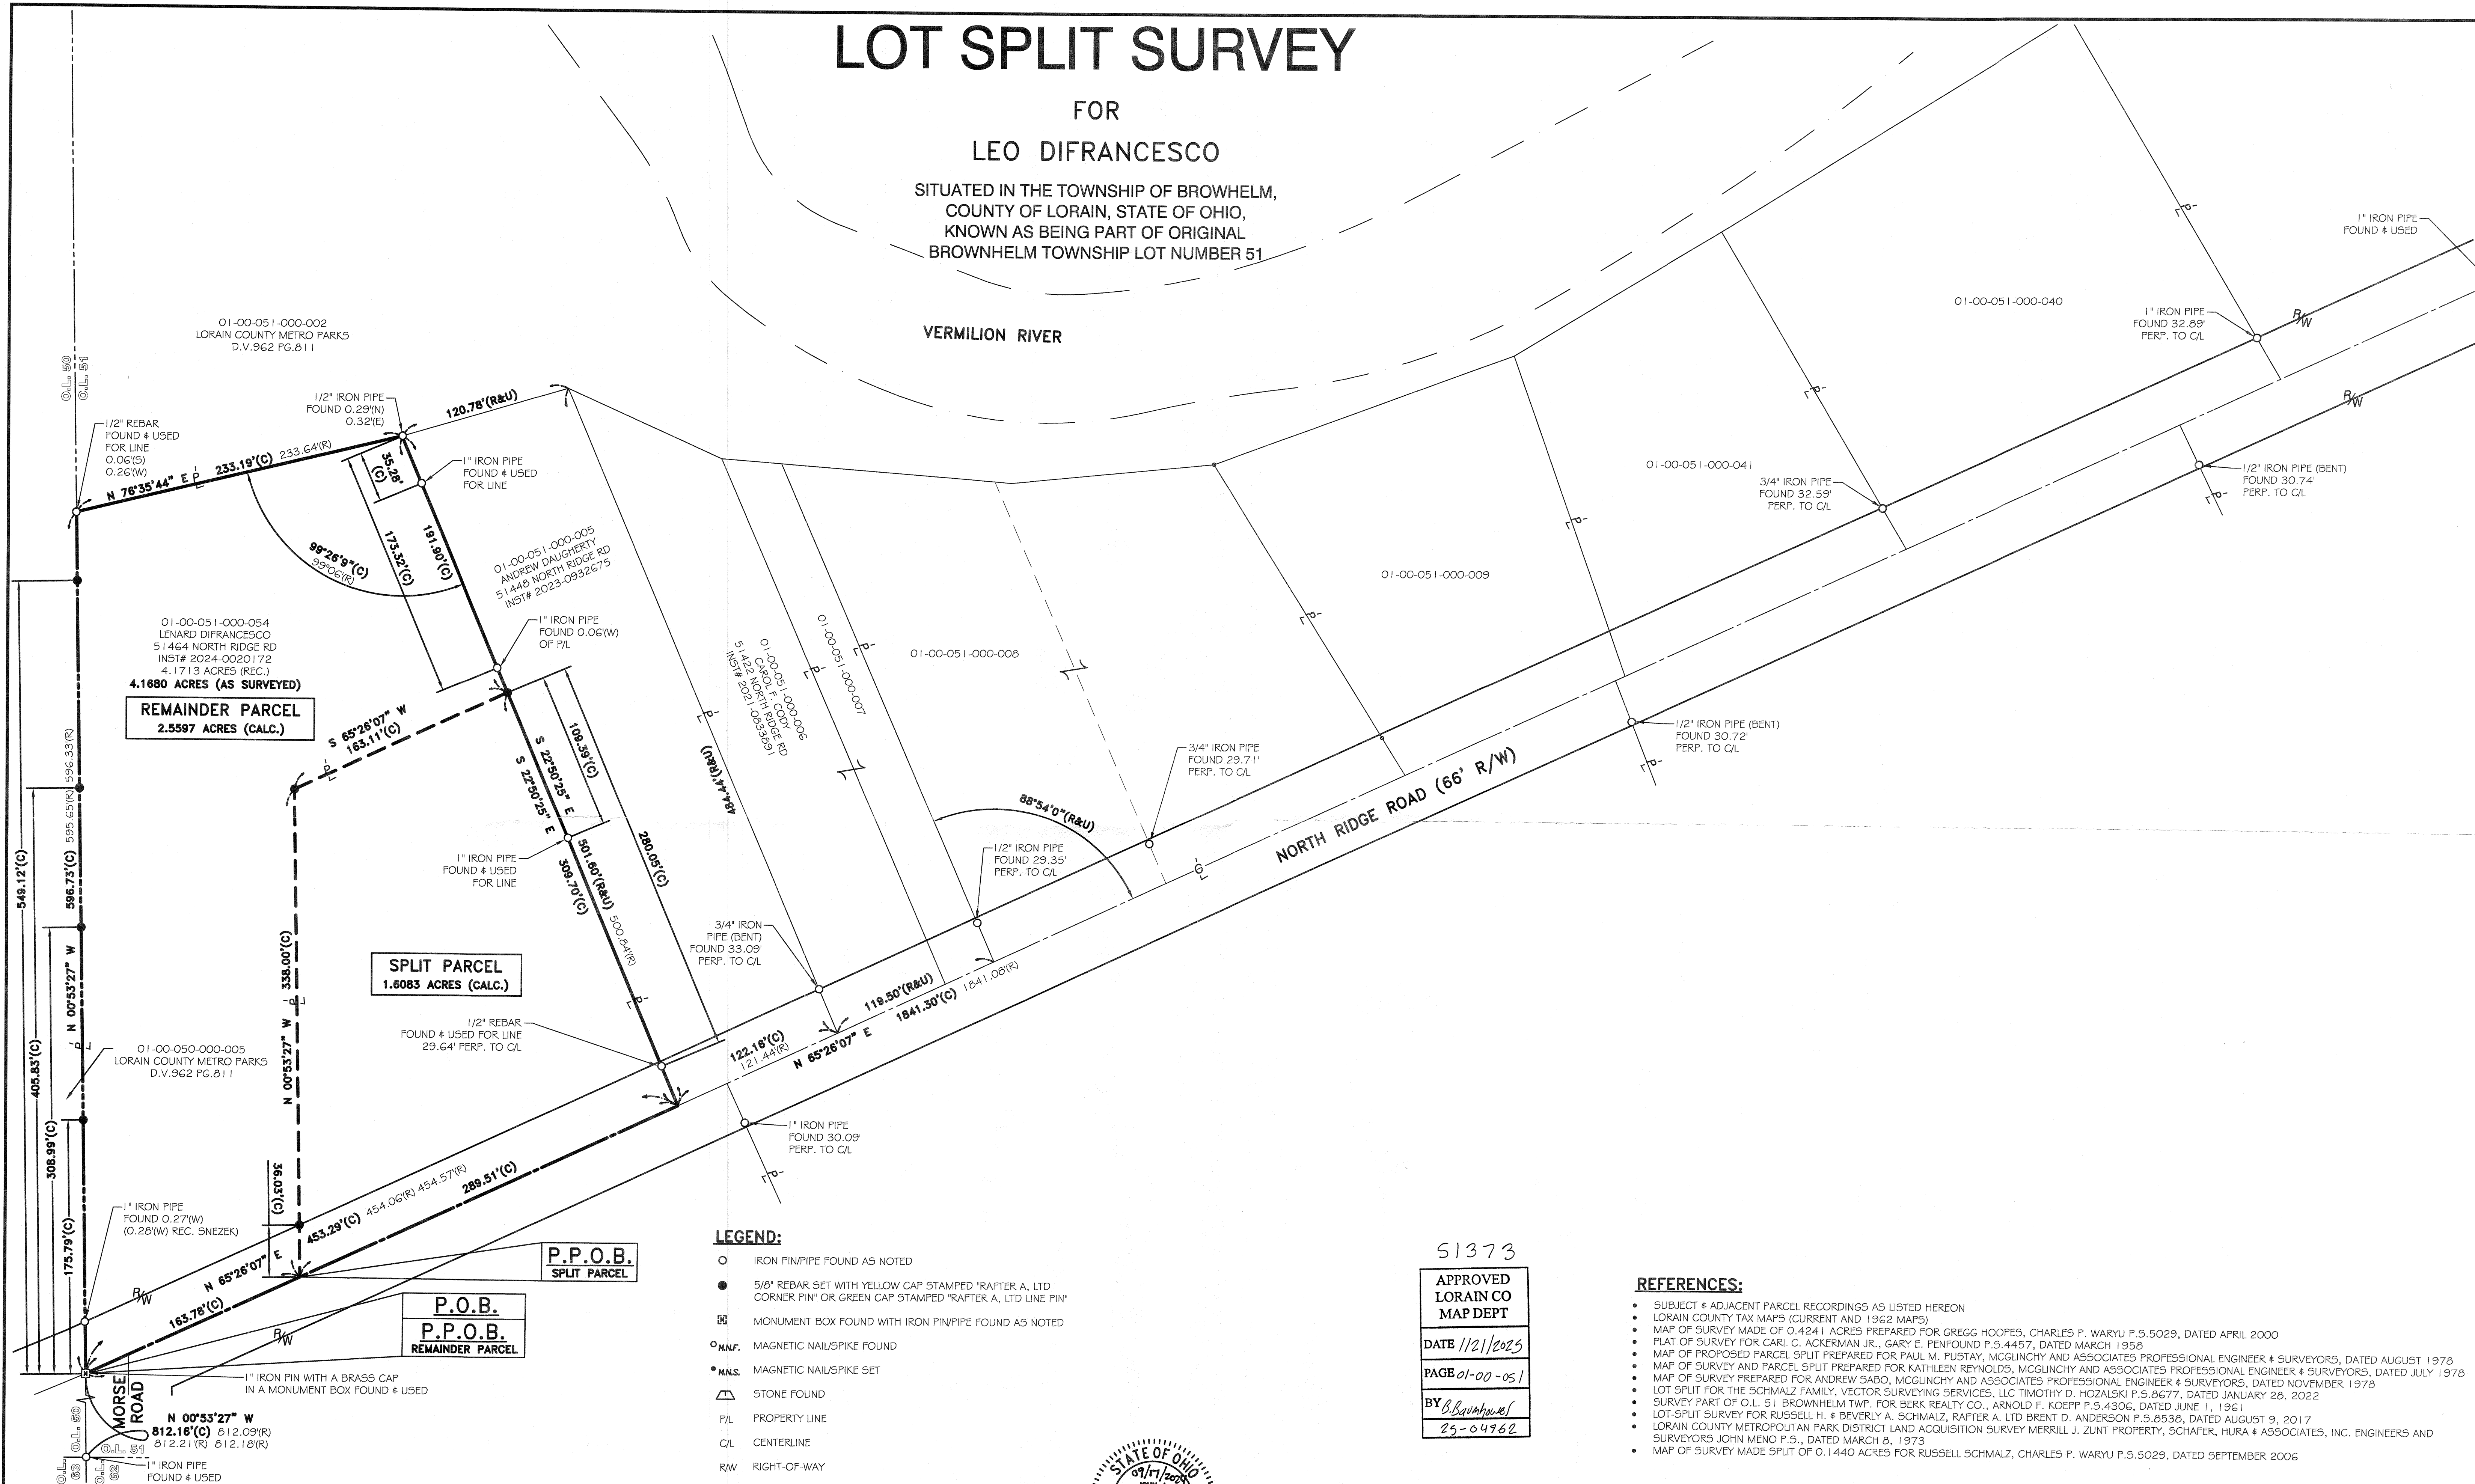 LOT SPLIT SURVEY
FOR
LEO DIFRANCESCO
SITUATED IN THE TOWNSHIP OF BROWHELM,
COUNTY OF LORAIN, STATE OF OHIO,
KNOWN AS BEING PART OF ORIGINAL
BROWNHELM TOWNSHIP LOT NUMBER 51
VERMILION RIVER
O.L. 50
O.L. 51
01-00-051-000-002
LORAIN COUNTY METRO PARKS
D.V.962 PG.811
1/2" REBAR
FOUND & USED
FOR LINE
0.06'(S)
0.26'(W)
1/2" IRON PIPE
FOUND 0.29'(N)
0.32'(E)
120.78'(R&U)
N 76°35'44" E
P/L
233.19'(C) 233.64'(R)
35.28'
(C)
1" IRON PIPE
FOUND & USED
FOR LINE
173.32'(C)
191.90'(C)
99°26'9"(C)
99°06'(R)
01-00-051-000-005
ANDREW DAUGHERTY
51448 NORTH RIDGE RD
INST# 2023-0932675
01-00-051-000-054
LENARD DIFRANCESCO
51464 NORTH RIDGE RD
INST# 2024-0020172
4.1713 ACRES (REC.)
4.1680 ACRES (AS SURVEYED)
REMAINDER PARCEL
2.5597 ACRES (CALC.)
1" IRON PIPE
FOUND 0.06'(W)
OF P/L
S 65°26'07" W
163.11'(C)
P/L
S 22°50'25" E
S 22°50'25" E
109.39'(C)
280.05'(C)
501.60'(R&U) 500.84'(R)
309.70'(C)
P/L
1" IRON PIPE
FOUND & USED
FOR LINE
484.44'(R&U)
P/L
01-00-051-000-006
CAROL F. CODY
51422 NORTH RIDGE RD
INST# 2021-0833891
P/L
01-00-051-000-007
P/L
01-00-051-000-008
01-00-051-000-009
P/L
01-00-051-000-041
P/L
01-00-051-000-040
P/L
P/L
1" IRON PIPE
FOUND & USED
1" IRON PIPE
FOUND 32.89'
PERP. TO C/L
R/W
R/W
3/4" IRON PIPE
FOUND 32.59'
PERP. TO C/L
1/2" IRON PIPE (BENT)
FOUND 30.74'
PERP. TO C/L
P/L
1/2" IRON PIPE (BENT)
FOUND 30.72'
PERP. TO C/L
P/L
3/4" IRON PIPE
FOUND 29.71'
PERP. TO C/L
88°54'0"(R&U)
1/2" IRON PIPE
FOUND 29.35'
PERP. TO C/L
NORTH RIDGE ROAD (66' R/W)
C/L
3/4" IRON
PIPE (BENT)
FOUND 33.09'
PERP. TO C/L
119.50'(R&U)
N 65°26'07" E 1841.30'(C) 1841.08'(R)
122.16'(C)
121.44'(R)
549.12'(C)
405.83'(C)
308.99'(C)
175.79'(C)
N 00°53'27" W 596.73'(C) 595.65'(R) 596.33'(R)
P/L
N 00°53'27" W 338.00'(C)
P/L
36.03'(C)
SPLIT PARCEL
1.6083 ACRES (CALC.)
1/2" REBAR
FOUND & USED FOR LINE
29.64' PERP. TO C/L
01-00-050-000-005
LORAIN COUNTY METRO PARKS
D.V.962 PG.811
1" IRON PIPE
FOUND 30.09'
PERP. TO C/L
P/L
1" IRON PIPE
FOUND 0.27'(W)
(0.28'(W) REC. SNEZEK)
N 65°26'07" E 453.29'(C) 454.06'(R) 454.57'(R)
289.51'(C)
163.78'(C)
R/W
R/W
P.P.O.B.
SPLIT PARCEL
P.O.B.
P.P.O.B.
REMAINDER PARCEL
1" IRON PIN WITH A BRASS CAP
IN A MONUMENT BOX FOUND & USED
MORSE
ROAD
N 00°53'27" W
812.16'(C) 812.09'(R)
812.21'(R) 812.18'(R)
O.L. 50
O.L. 51
O.L.
63
O.L.
62
1" IRON PIPE
FOUND & USED
LEGEND:
IRON PIN/PIPE FOUND AS NOTED
5/8" REBAR SET WITH YELLOW CAP STAMPED "RAFTER A, LTD
CORNER PIN" OR GREEN CAP STAMPED "RAFTER A, LTD LINE PIN"
MONUMENT BOX FOUND WITH IRON PIN/PIPE FOUND AS NOTED
M.N.F. MAGNETIC NAIL/SPIKE FOUND
M.N.S. MAGNETIC NAIL/SPIKE SET
STONE FOUND
P/L PROPERTY LINE
C/L CENTERLINE
R/W RIGHT-OF-WAY
STATE OF OHIO
09/17/2024
51373
APPROVED
LORAIN CO
MAP DEPT
DATE 1/21/2025
PAGE 01-00-051
BY B.Baumhower
25-04962
REFERENCES:
• SUBJECT & ADJACENT PARCEL RECORDINGS AS LISTED HEREON
• LORAIN COUNTY TAX MAPS (CURRENT AND 1962 MAPS)
• MAP OF SURVEY MADE OF 0.4241 ACRES PREPARED FOR GREGG HOOPES, CHARLES P. WARYU P.S.5029, DATED APRIL 2000
• PLAT OF SURVEY FOR CARL C. ACKERMAN JR., GARY E. PENFOUND P.S.4457, DATED MARCH 1958
• MAP OF PROPOSED PARCEL SPLIT PREPARED FOR PAUL M. PUSTAY, MCGLINCHY AND ASSOCIATES PROFESSIONAL ENGINEER & SURVEYORS, DATED AUGUST 1978
• MAP OF SURVEY AND PARCEL SPLIT PREPARED FOR KATHLEEN REYNOLDS, MCGLINCHY AND ASSOCIATES PROFESSIONAL ENGINEER & SURVEYORS, DATED JULY 1978
• MAP OF SURVEY PREPARED FOR ANDREW SABO, MCGLINCHY AND ASSOCIATES PROFESSIONAL ENGINEER & SURVEYORS, DATED NOVEMBER 1978
• LOT SPLIT FOR THE SCHMALZ FAMILY, VECTOR SURVEYING SERVICES, LLC TIMOTHY D. HOZALSKI P.S.8677, DATED JANUARY 28, 2022
• SURVEY PART OF O.L. 51 BROWNHELM TWP. FOR BERK REALTY CO., ARNOLD F. KOEPP P.S.4306, DATED JUNE 1, 1961
• LOT-SPLIT SURVEY FOR RUSSELL H. & BEVERLY A. SCHMALZ, RAFTER A. LTD BRENT D. ANDERSON P.S.8538, DATED AUGUST 9, 2017
• LORAIN COUNTY METROPOLITAN PARK DISTRICT LAND ACQUISITION SURVEY MERRILL J. ZUNT PROPERTY, SCHAFER, HURA & ASSOCIATES, INC. ENGINEERS AND
SURVEYORS JOHN MENO P.S., DATED MARCH 8, 1973
• MAP OF SURVEY MADE SPLIT OF 0.1440 ACRES FOR RUSSELL SCHMALZ, CHARLES P. WARYU P.S.5029, DATED SEPTEMBER 2006